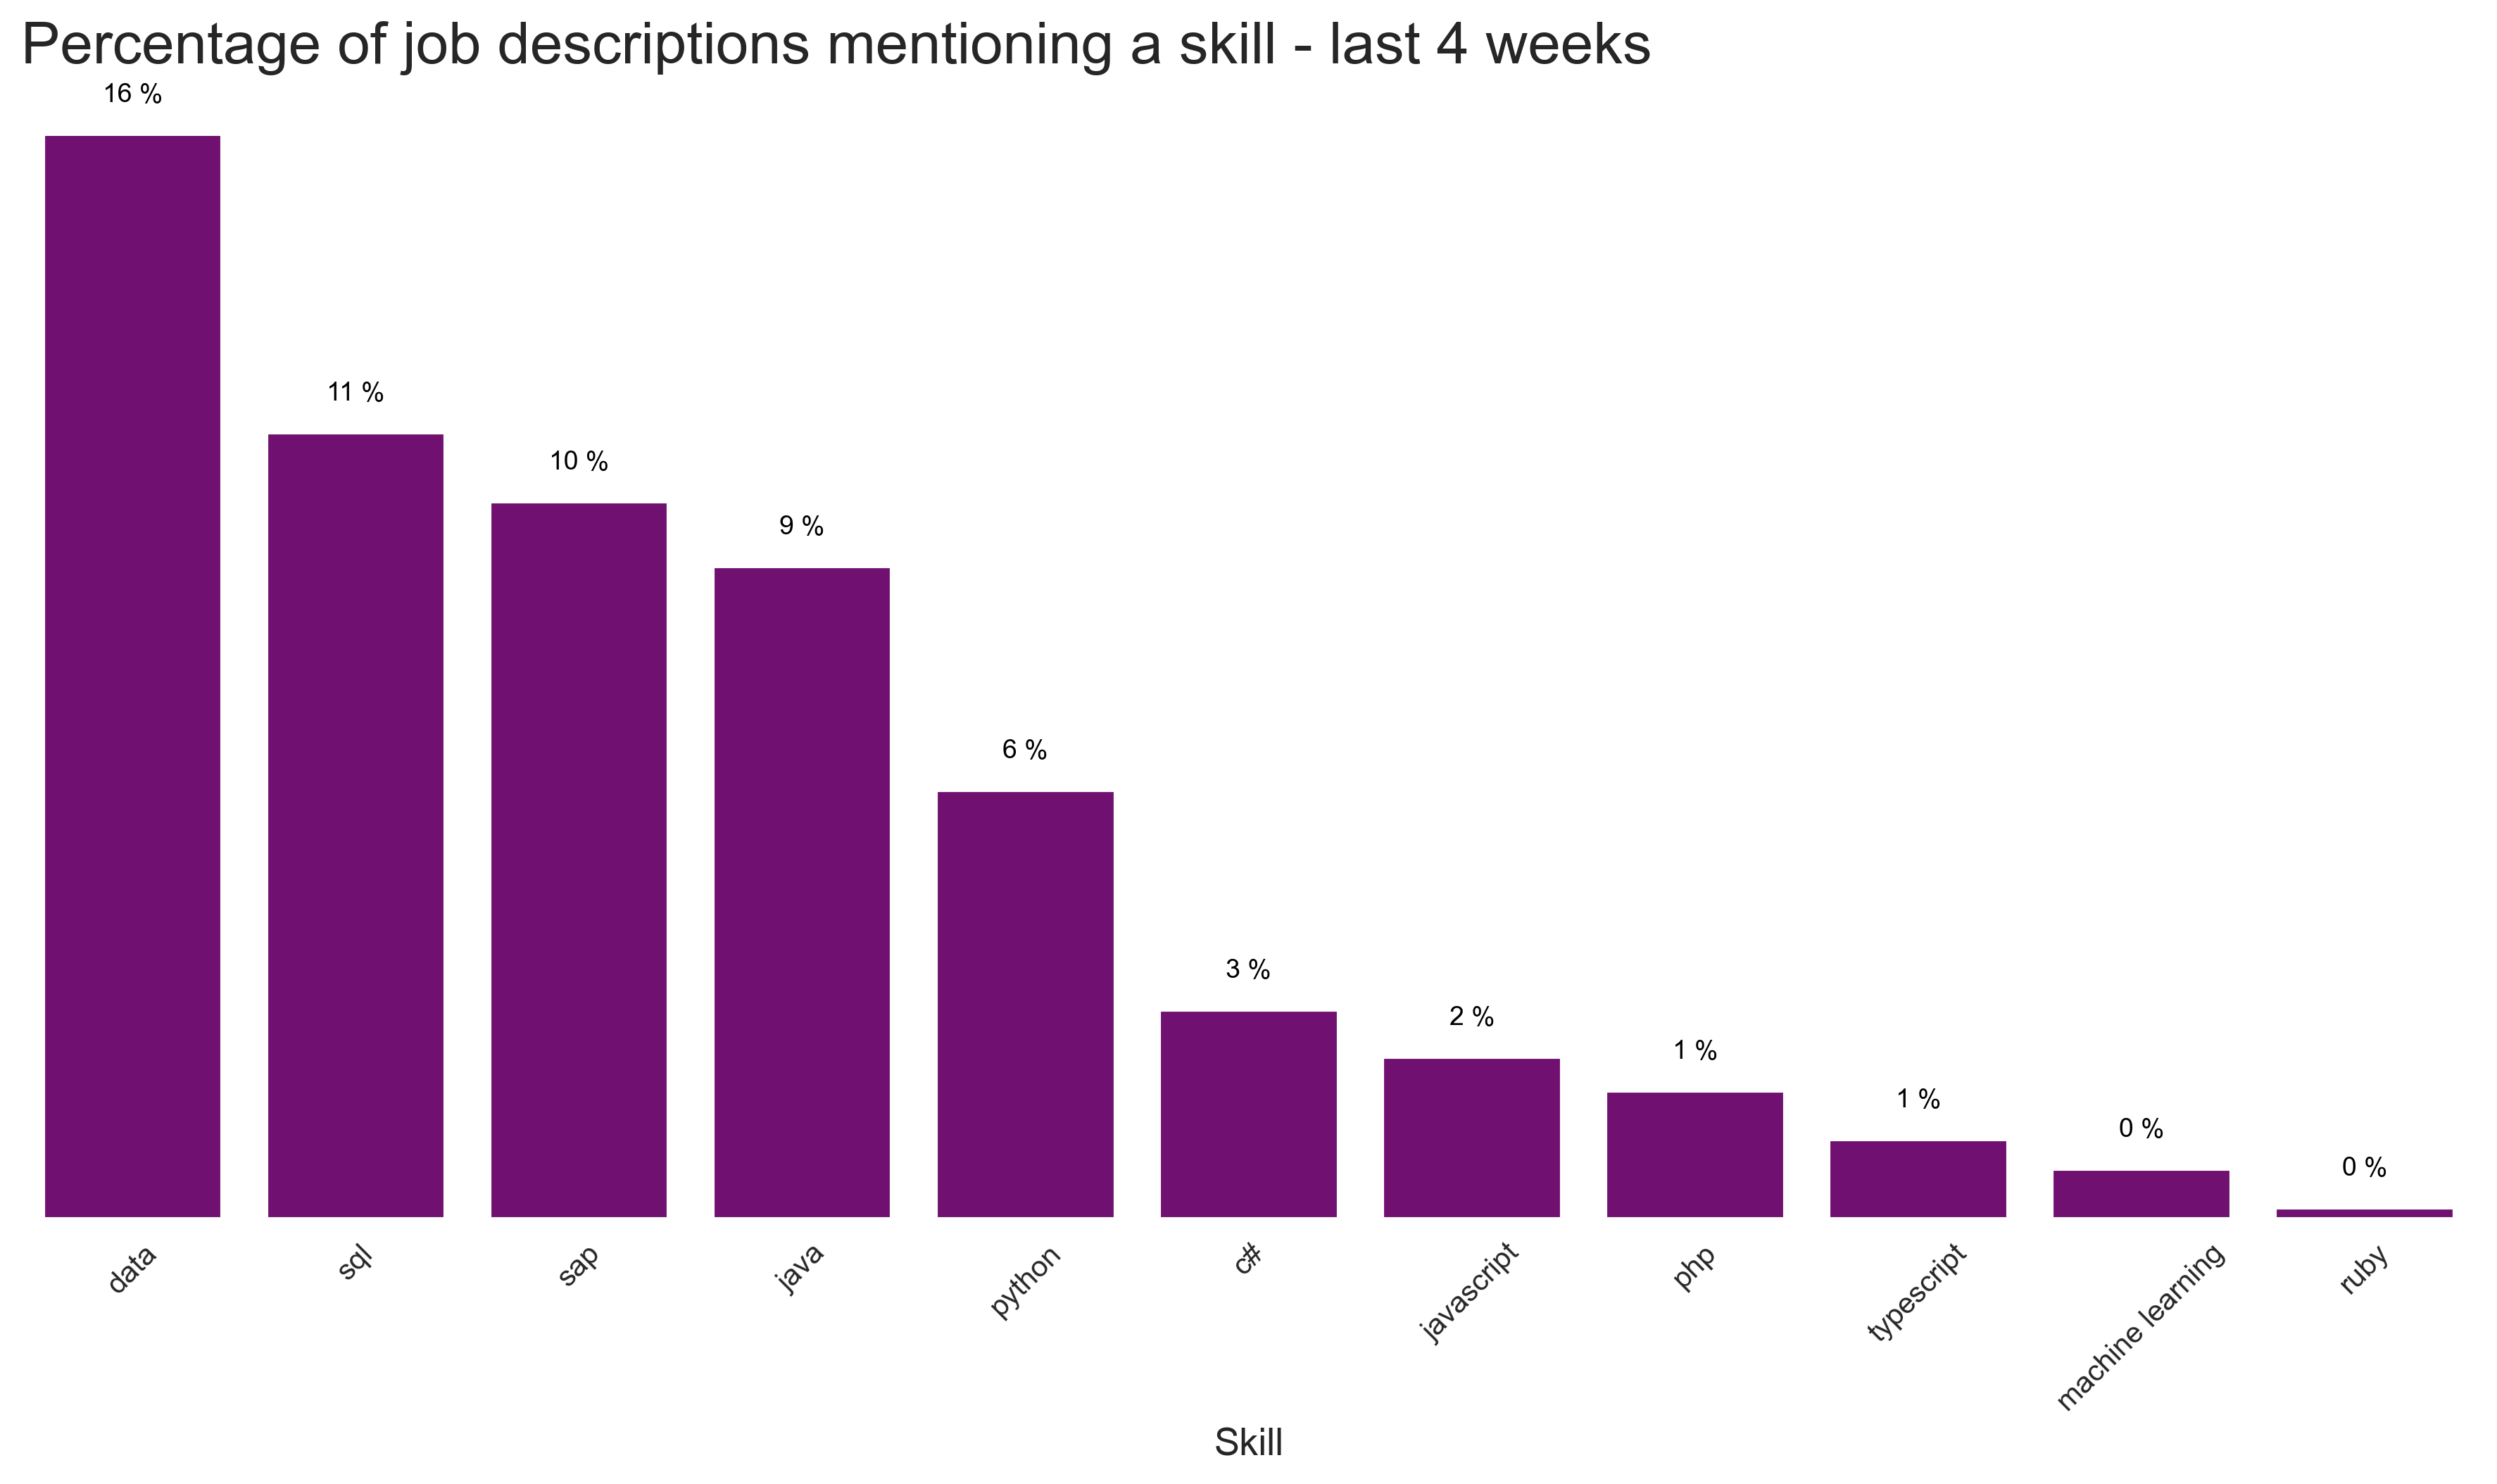 Percentage of job descriptions mentioning a skill - last 4 weeks
16 %
11 %
10 %
9 %
6 %
3 %
2 %
1 %
1 %
0 %
0 %
data
sql
sap
java
python
c#
javascript
php
typescript
machine learning
ruby
Skill